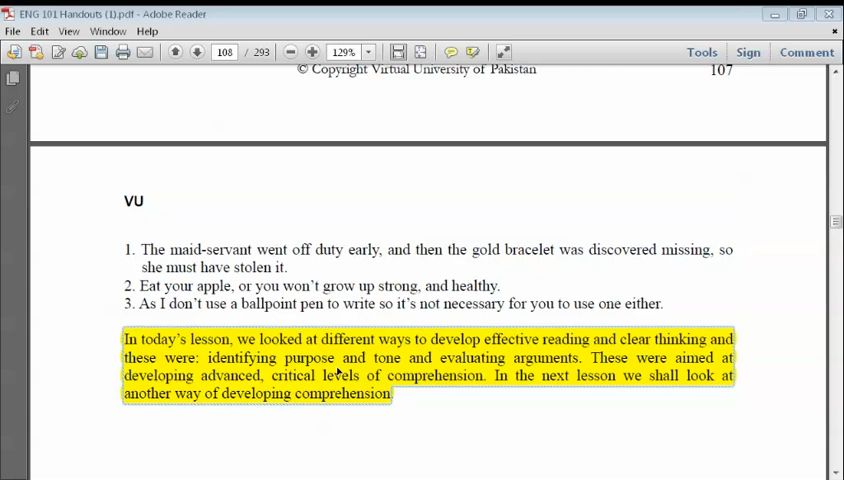 ENG 101 Handouts (1).pdf - Adobe Reader
File Edit View Window Help
108 / 293 129% Tools Sign Comment
© Copyright Virtual University of Pakistan 107
VU
1. The maid-servant went off duty early, and then the gold bracelet was discovered missing, so
she must have stolen it.
2. Eat your apple, or you won't grow up strong, and healthy.
3. As I don't use a ballpoint pen to write so it's not necessary for you to use one either.
In today's lesson, we looked at different ways to develop effective reading and clear thinking and
these were: identifying purpose and tone and evaluating arguments. These were aimed at
developing advanced, critical levels of comprehension. In the next lesson we shall look at
another way of developing comprehension.